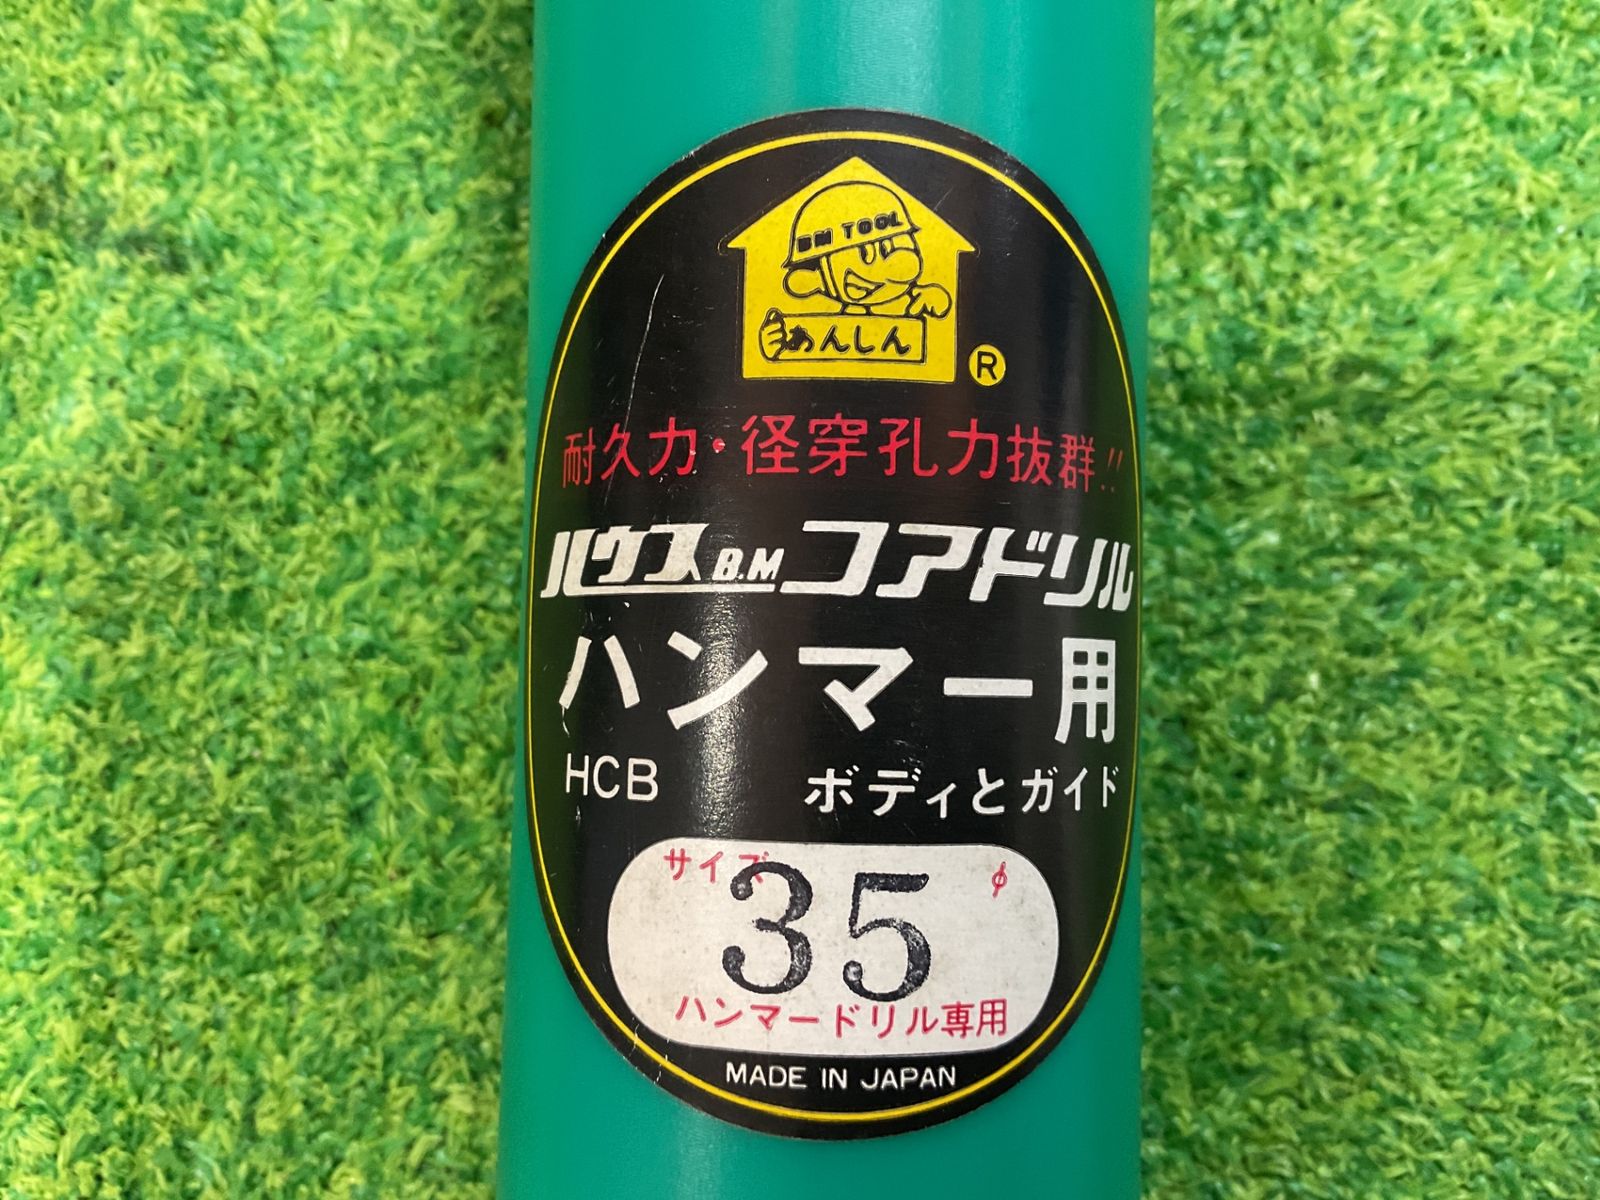 BM TOOL
あんしん
®
耐久力・径穿孔力抜群!!
ハウスB.Mコアドリル
ハンマー用
HCB ボディとガイド
サイズ 35 φ
ハンマードリル専用
MADE IN JAPAN